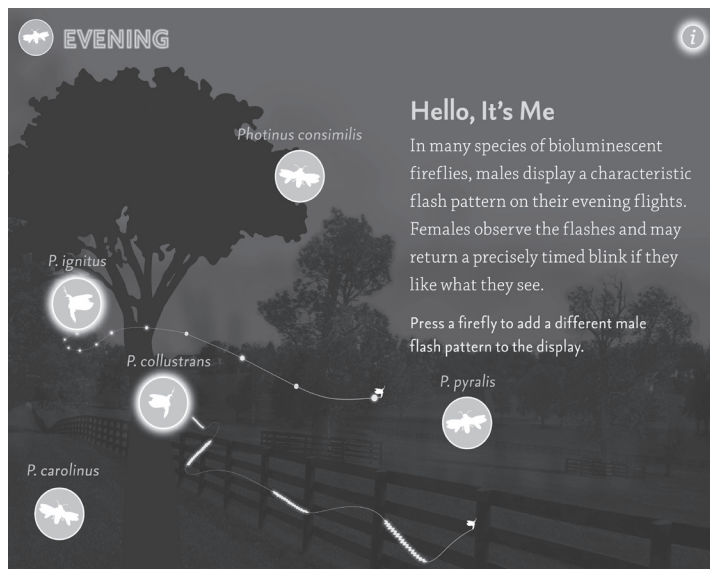 EVENING
i
Hello, It's Me
In many species of bioluminescent
fireflies, males display a characteristic
flash pattern on their evening flights.
Females observe the flashes and may
return a precisely timed blink if they
like what they see.
Press a firefly to add a different male
flash pattern to the display.
Photinus consimilis
P. ignitus
P. collustrans
P. pyralis
P. carolinus